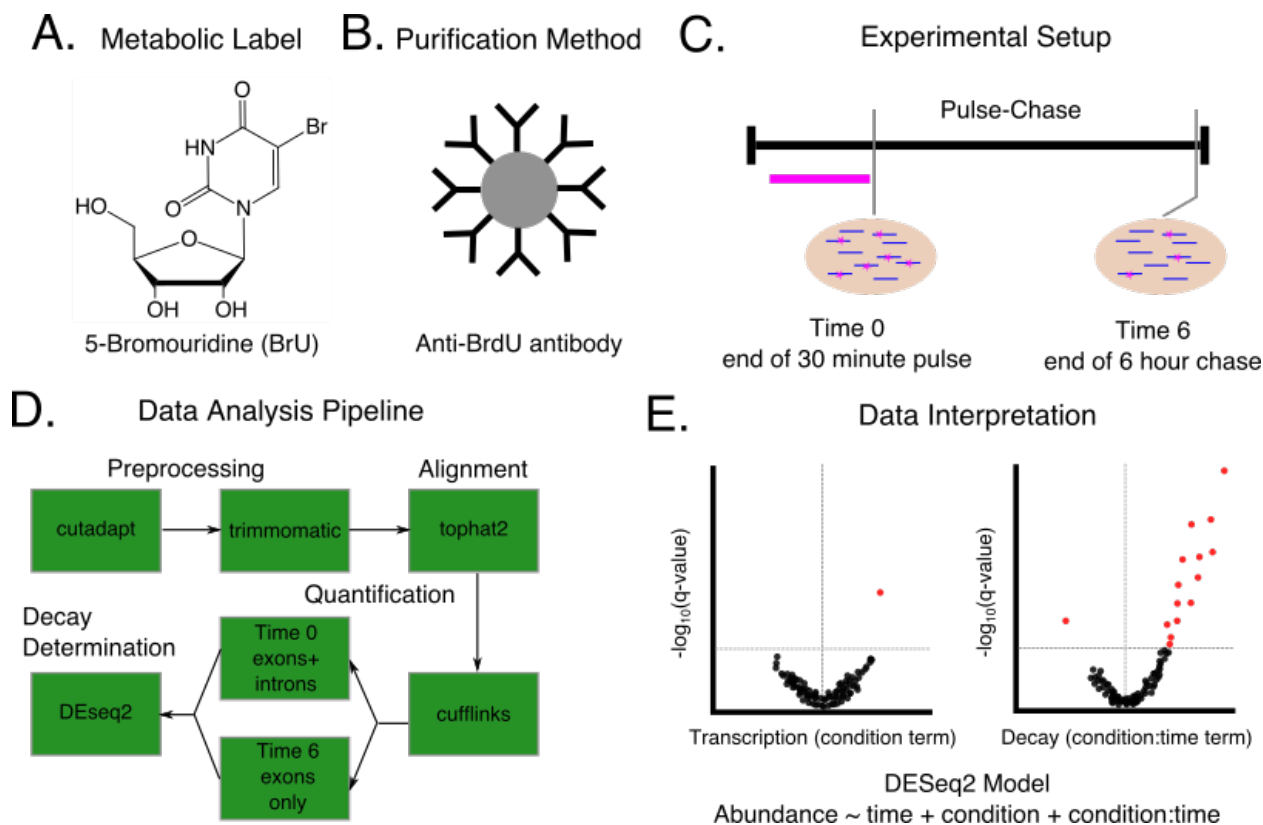 A. Metabolic Label
O
NH
Br
O
N
HO
O
OH
OH
5-Bromouridine (BrU)
B. Purification Method
Anti-BrdU antibody
C. Experimental Setup
Pulse-Chase
Time 0
end of 30 minute pulse
Time 6
end of 6 hour chase
D. Data Analysis Pipeline
Preprocessing
Alignment
cutadapt
trimmomatic
tophat2
Quantification
Decay
Determination
Time 0
exons+
introns
DEseq2
cufflinks
Time 6
exons
only
E. Data Interpretation
-log10(q-value)
Transcription (condition term)
-log10(q-value)
Decay (condition:time term)
DESeq2 Model
Abundance ~ time + condition + condition:time